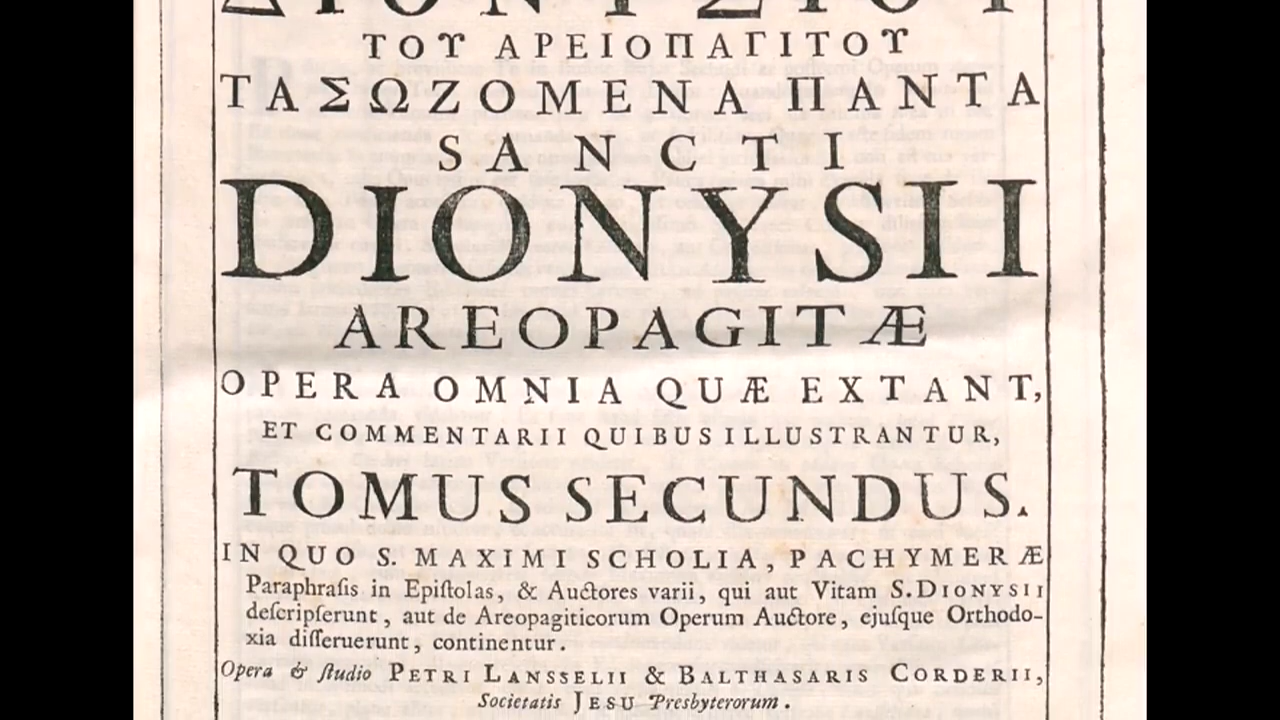 ΔΙΟΝΥΣΙΟΥ
ΤΟΥ ΑΡΕΙΟΠΑΓΙΤΟΥ
ΤΑ ΣΩΖΟΜΕΝΑ ΠΑΝΤΑ
SANCTI
DIONYSII
AREOPAGITÆ
OPERA OMNIA QUÆ EXTANT,
ET COMMENTARII QUIBUS ILLUSTRANTUR,
TOMUS SECUNDUS.
IN QUO S. MAXIMI SCHOLIA, PACHYMERÆ
Paraphraſis in Epiſtolas, & Auctores varii, qui aut Vitam S. DIONYSII
deſcripſerunt, aut de Areopagiticorum Operum Auctore, ejuſque Orthodo-
xia diſſeruerunt, continentur.
Opera & ſtudio PETRI LANSSELII & BALTHASARIS CORDERII,
Societatis JESU Presbyterorum.